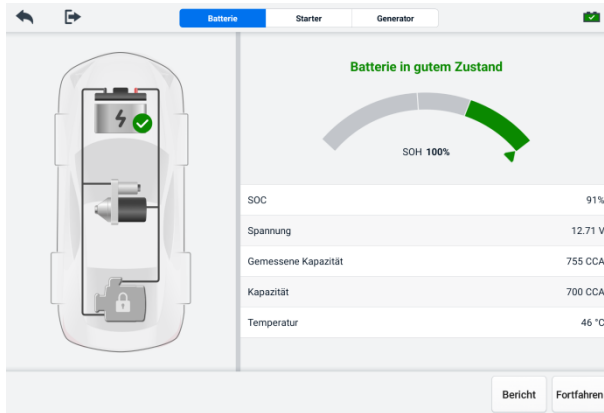 Batterie Starter Generator
Batterie in gutem Zustand
SOH 100%
SOC 91%
Spannung 12.71 V
Gemessene Kapazität 755 CCA
Kapazität 700 CCA
Temperatur 46 °C
Bericht Fortfahren